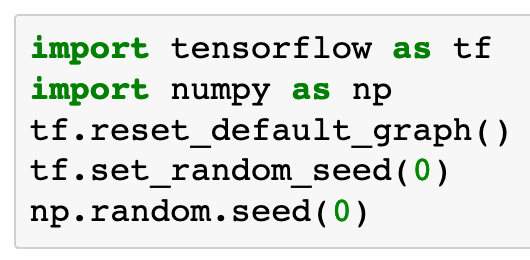 import tensorflow as tf
import numpy as np
tf.reset_default_graph()
tf.set_random_seed(0)
np.random.seed(0)